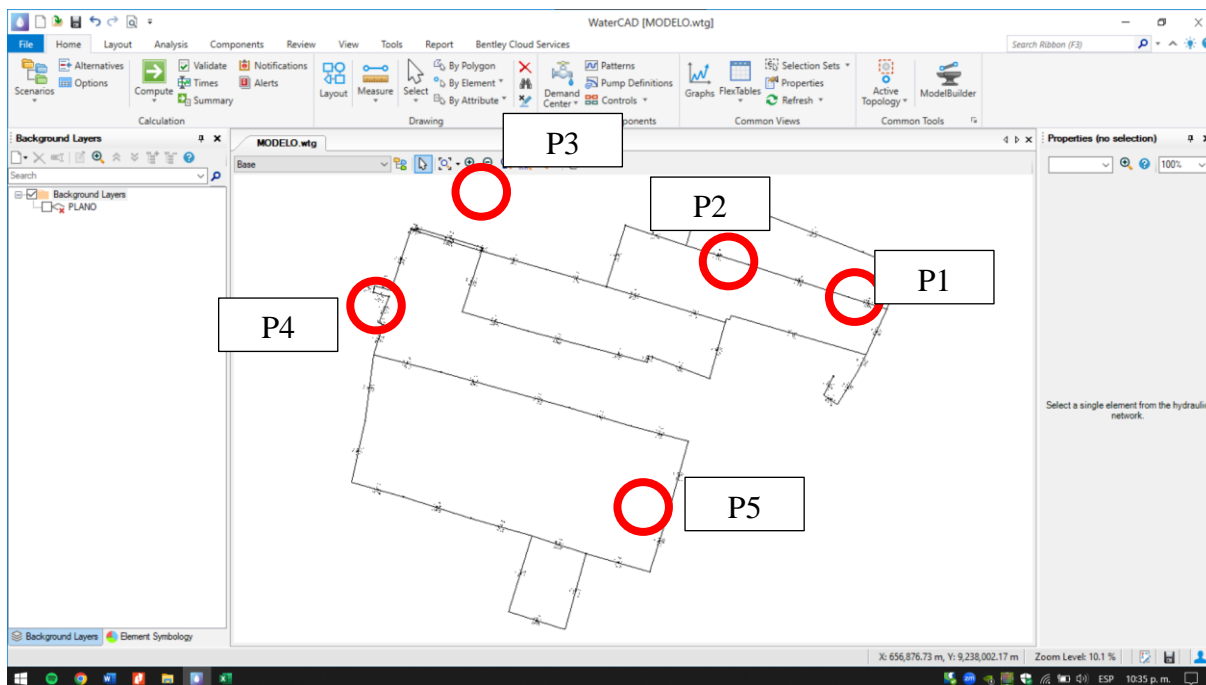 WaterCAD [MODELO.wtg]
File Home Layout Analysis Components Review View Tools Report Bentley Cloud Services Search Ribbon (F3)
Scenarios Alternatives Options
Compute Validate Times Summary Notifications Alerts
Layout Measure Select By Polygon By Element By Attribute
Demand Center Patterns Pump Definitions Controls
Graphs FlexTables Selection Sets Properties Refresh
Active Topology ModelBuilder
Calculation Drawing ponents Common Views Common Tools
Background Layers MODELO.wtg Properties (no selection)
Search Base 100%
Background Layers
PLANO
P3
P2
P1
P4
P5
Select a single element from the hydraulic
network.
Background Layers Element Symbology
X: 656,876.73 m, Y: 9,238,002.17 m Zoom Level: 10.1 %
ESP 10:35 p. m.